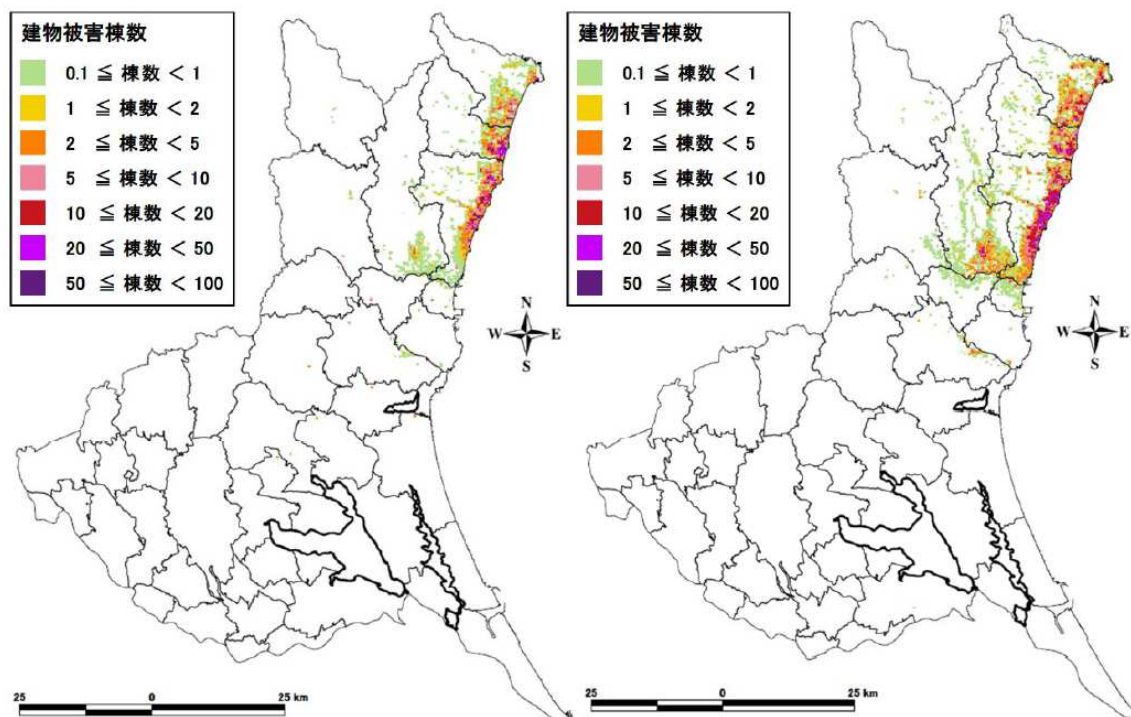 建物被害棟数
0.1 ≦ 棟数 < 1
1 ≦ 棟数 < 2
2 ≦ 棟数 < 5
5 ≦ 棟数 < 10
10 ≦ 棟数 < 20
20 ≦ 棟数 < 50
50 ≦ 棟数 < 100
N
W E
S
25 0 25 km
建物被害棟数
0.1 ≦ 棟数 < 1
1 ≦ 棟数 < 2
2 ≦ 棟数 < 5
5 ≦ 棟数 < 10
10 ≦ 棟数 < 20
20 ≦ 棟数 < 50
50 ≦ 棟数 < 100
N
W E
S
25 0 25 km